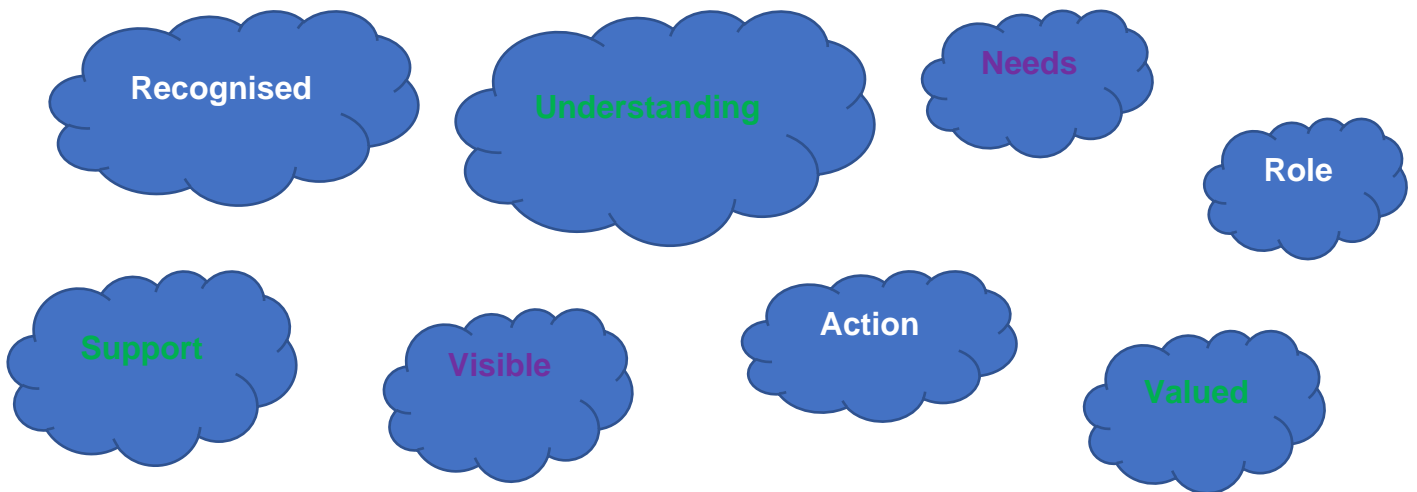 Recognised
Understanding
Needs
Role
Support
Visible
Action
Valued